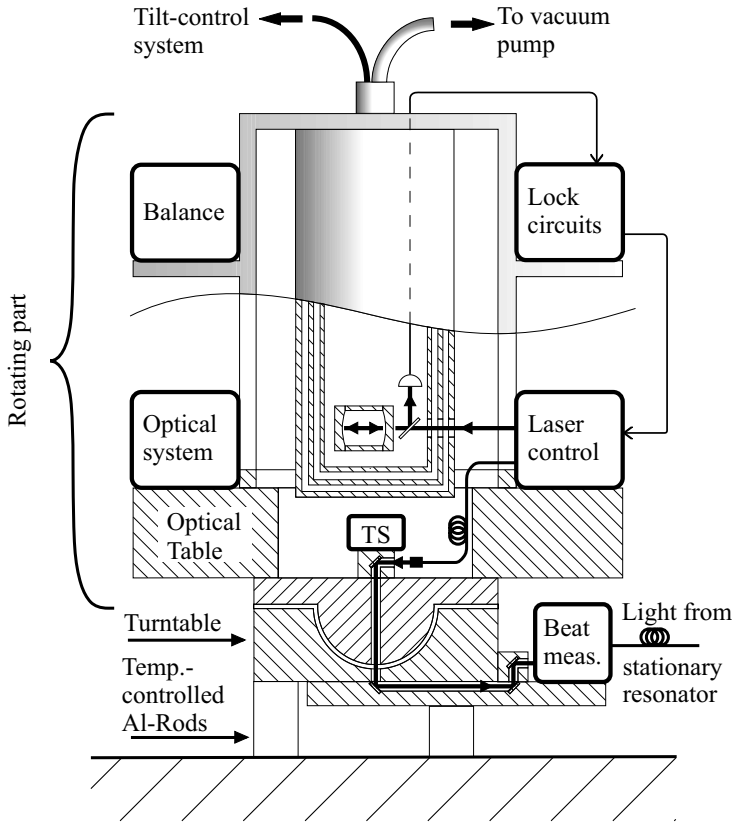 Tilt-control
system
To vacuum
pump
Rotating part
Balance
Lock
circuits
Optical
system
Laser
control
Optical
Table
TS
Turntable
Temp.-
controlled
Al-Rods
Beat
meas.
Light from
stationary
resonator